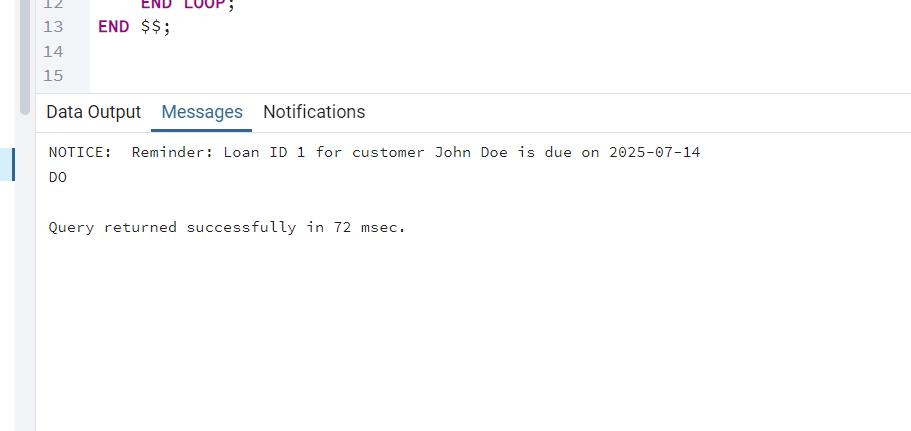 12 END LOOP;
13 END $$;
14
15
Data Output Messages Notifications
NOTICE:  Reminder: Loan ID 1 for customer John Doe is due on 2025-07-14
DO
Query returned successfully in 72 msec.